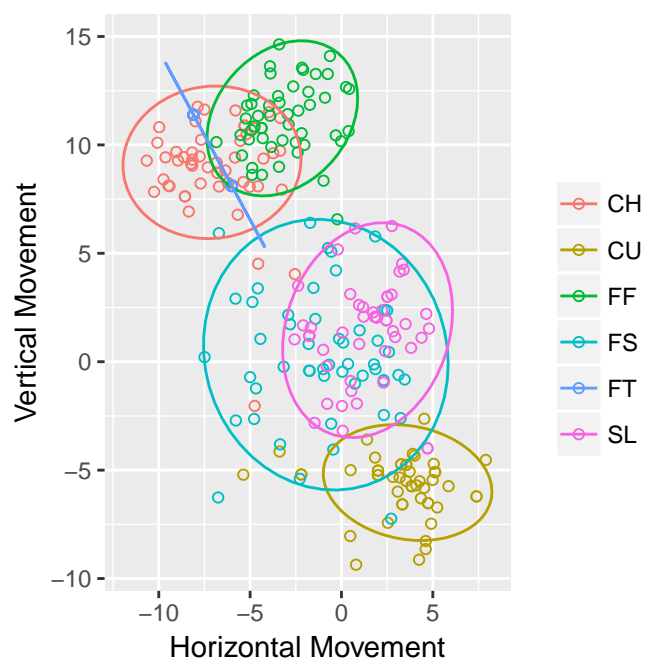 15
10
5
0
−5
−10
−10 −5 0 5
Horizontal Movement
Vertical Movement
CH
CU
FF
FS
FT
SL